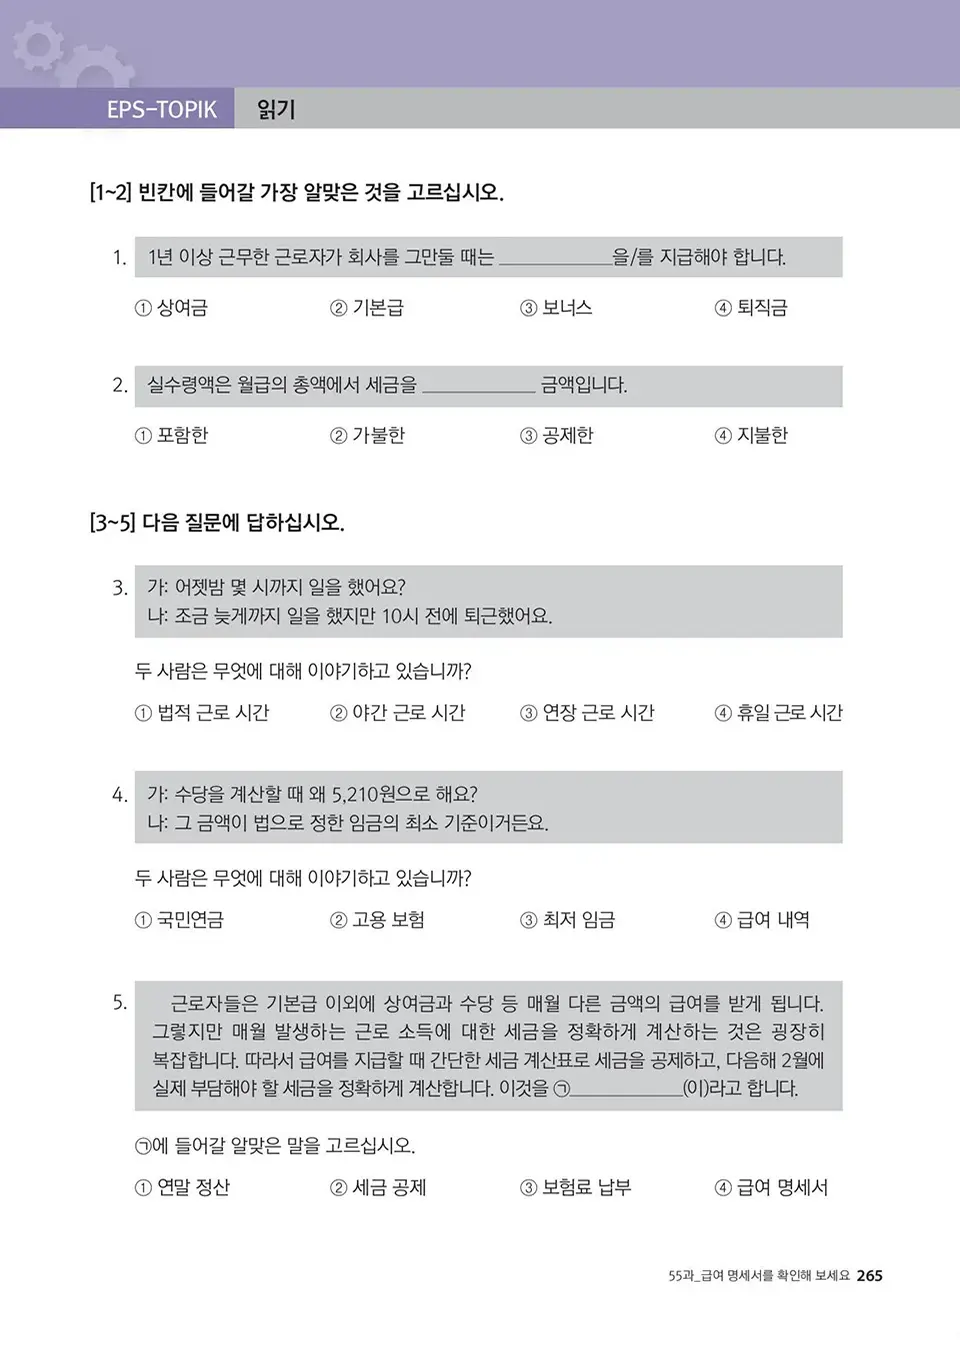 EPS-TOPIK 읽기
[1~2] 빈칸에 들어갈 가장 알맞은 것을 고르십시오.
1. 1년 이상 근무한 근로자가 회사를 그만둘 때는 ____________을/를 지급해야 합니다.
① 상여금 ② 기본급 ③ 보너스 ④ 퇴직금
2. 실수령액은 월급의 총액에서 세금을 ____________ 금액입니다.
① 포함한 ② 가불한 ③ 공제한 ④ 지불한
[3~5] 다음 질문에 답하십시오.
3. 가: 어젯밤 몇 시까지 일을 했어요?
나: 조금 늦게까지 일을 했지만 10시 전에 퇴근했어요.
두 사람은 무엇에 대해 이야기하고 있습니까?
① 법적 근로 시간 ② 야간 근로 시간 ③ 연장 근로 시간 ④ 휴일 근로 시간
4. 가: 수당을 계산할 때 왜 5,210원으로 해요?
나: 그 금액이 법으로 정한 임금의 최소 기준이거든요.
두 사람은 무엇에 대해 이야기하고 있습니까?
① 국민연금 ② 고용 보험 ③ 최저 임금 ④ 급여 내역
5. 근로자들은 기본급 이외에 상여금과 수당 등 매월 다른 금액의 급여를 받게 됩니다.
그렇지만 매월 발생하는 근로 소득에 대한 세금을 정확하게 계산하는 것은 굉장히
복잡합니다. 따라서 급여를 지급할 때 간단한 세금 계산표로 세금을 공제하고, 다음해 2월에
실제 부담해야 할 세금을 정확하게 계산합니다. 이것을 ㉠____________(이)라고 합니다.
㉠에 들어갈 알맞은 말을 고르십시오.
① 연말 정산 ② 세금 공제 ③ 보험료 납부 ④ 급여 명세서
55과_급여 명세서를 확인해 보세요 265